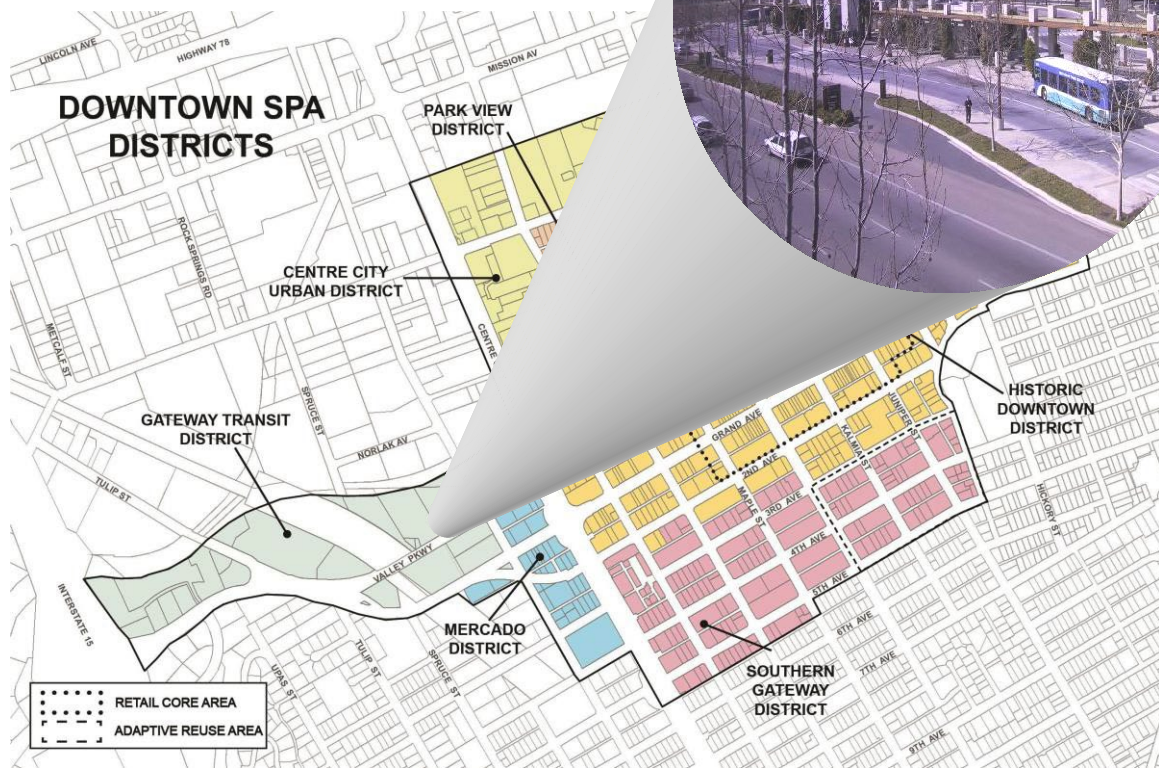 LINCOLN AVE
HIGHWAY 78
MISSION AV
DOWNTOWN SPA
DISTRICTS
PARK VIEW
DISTRICT
ROCK SPRINGS RD
CENTRE CITY
URBAN DISTRICT
METCALF ST
CENTRE
SPRUCE ST
GATEWAY TRANSIT
DISTRICT
NORLAK AV
HISTORIC
DOWNTOWN
DISTRICT
GRAND AVE
JUNIPER ST
KALMIA ST
2ND AVE
TULIP ST
MAPLE ST
3RD AVE
HICKORY ST
4TH AVE
VALLEY PKWY
5TH AVE
INTERSTATE 15
6TH AVE
MERCADO
DISTRICT
7TH AVE
UPAS ST
TULIP ST
SPRUCE ST
SOUTHERN
GATEWAY
DISTRICT
RETAIL CORE AREA
ADAPTIVE REUSE AREA
9TH AVE